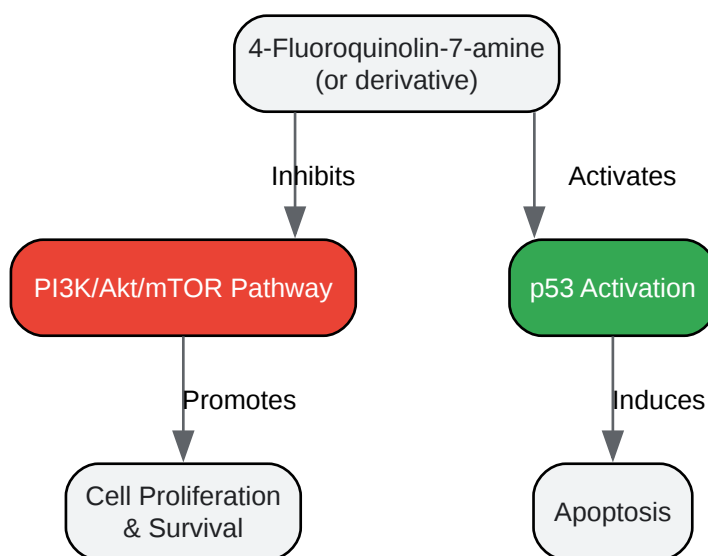 4-Fluoroquinolin-7-amine
(or derivative)
Inhibits
Activates
PI3K/Akt/mTOR Pathway
p53 Activation
Promotes
Induces
Cell Proliferation
& Survival
Apoptosis